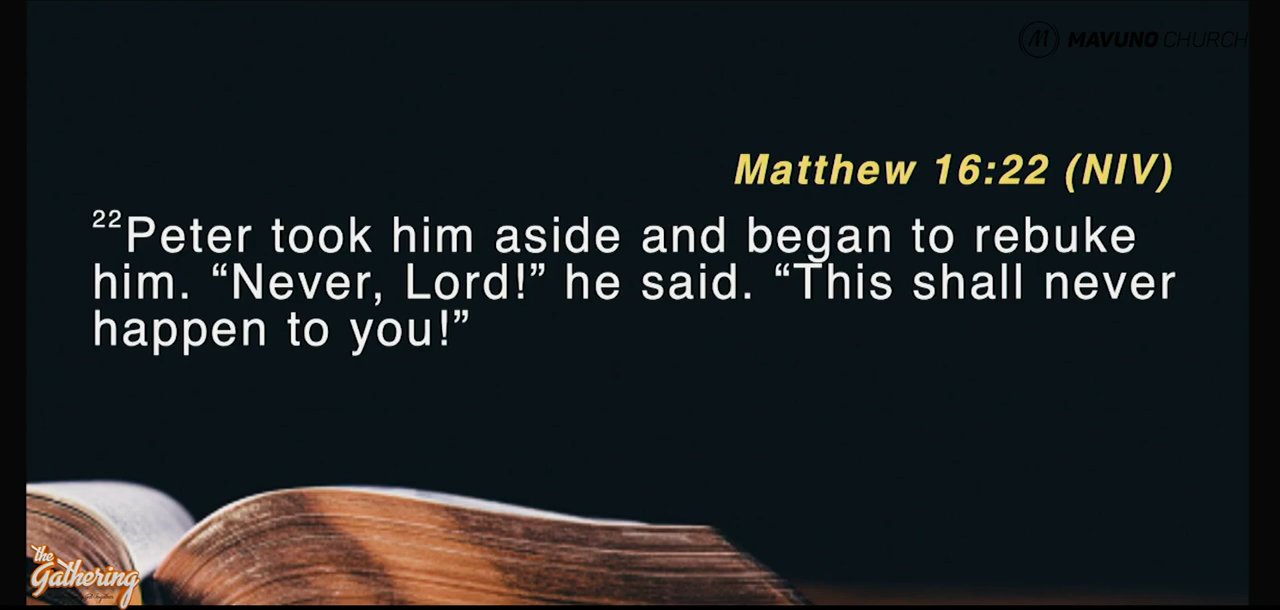 MAVUNO CHURCH
Matthew 16:22 (NIV)
22Peter took him aside and began to rebuke
him. “Never, Lord!” he said. “This shall never
happen to you!”
the
Gathering